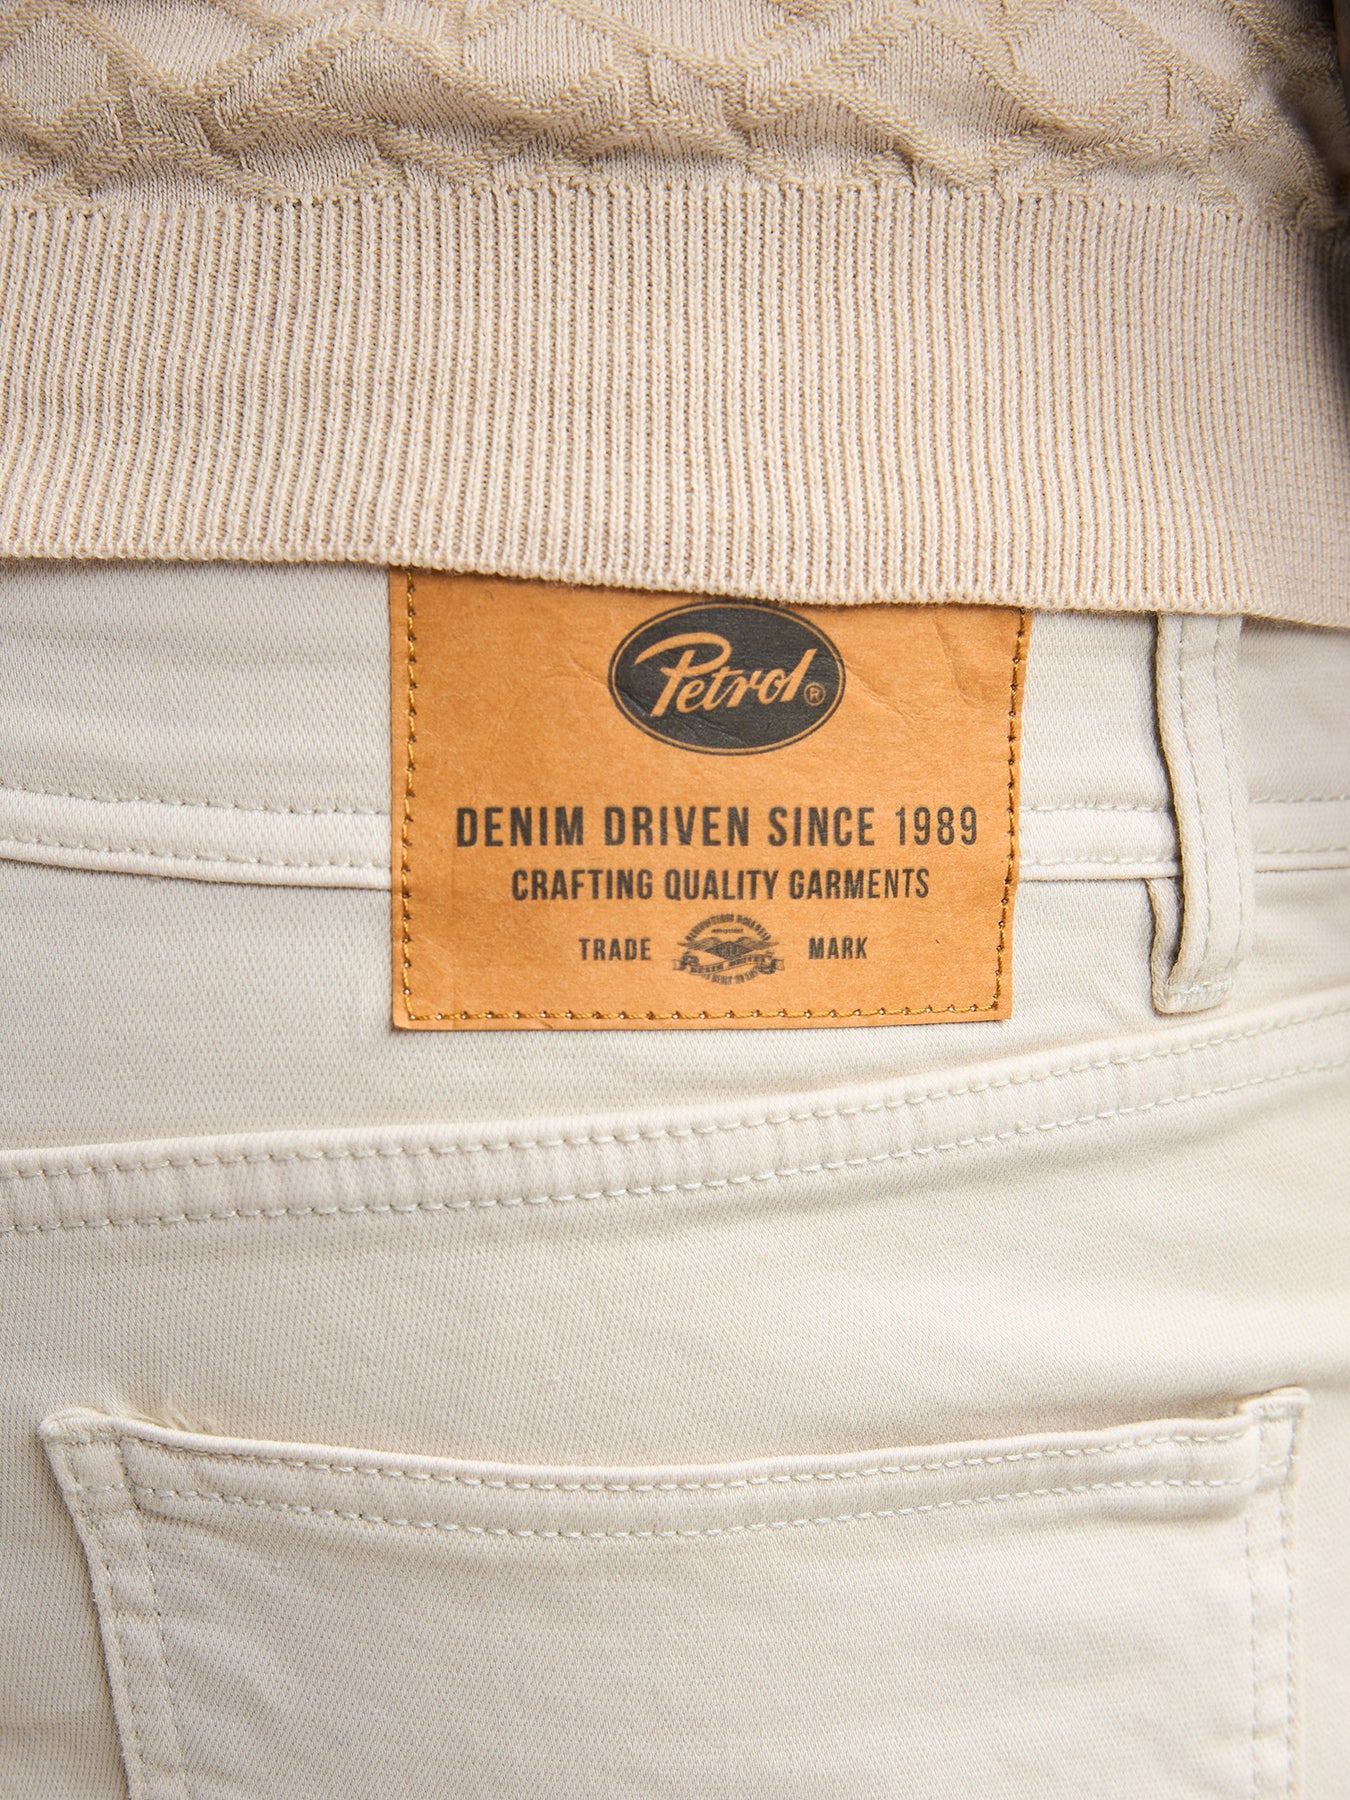 Petrol®
DENIM DRIVEN SINCE 1989
CRAFTING QUALITY GARMENTS
TRADE MARK